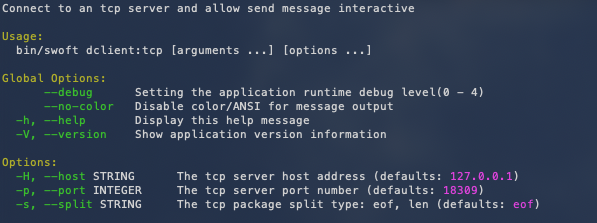 Connect to an tcp server and allow send message interactive
Usage:
bin/swoft dclient:tcp [arguments ...] [options ...]
Global Options:
--debug Setting the application runtime debug level(0 - 4)
--no-color Disable color/ANSI for message output
-h, --help Display this help message
-V, --version Show application version information
Options:
-H, --host STRING The tcp server host address (defaults: 127.0.0.1)
-p, --port INTEGER The tcp server port number (defaults: 18309)
-s, --split STRING The tcp package split type: eof, len (defaults: eof)